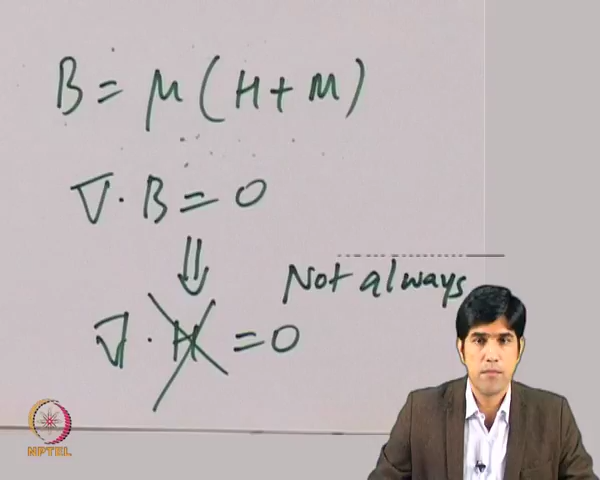 B = μ(H+M)
∇·B = 0
⇓
Not always
∇·H = 0
NPTEL